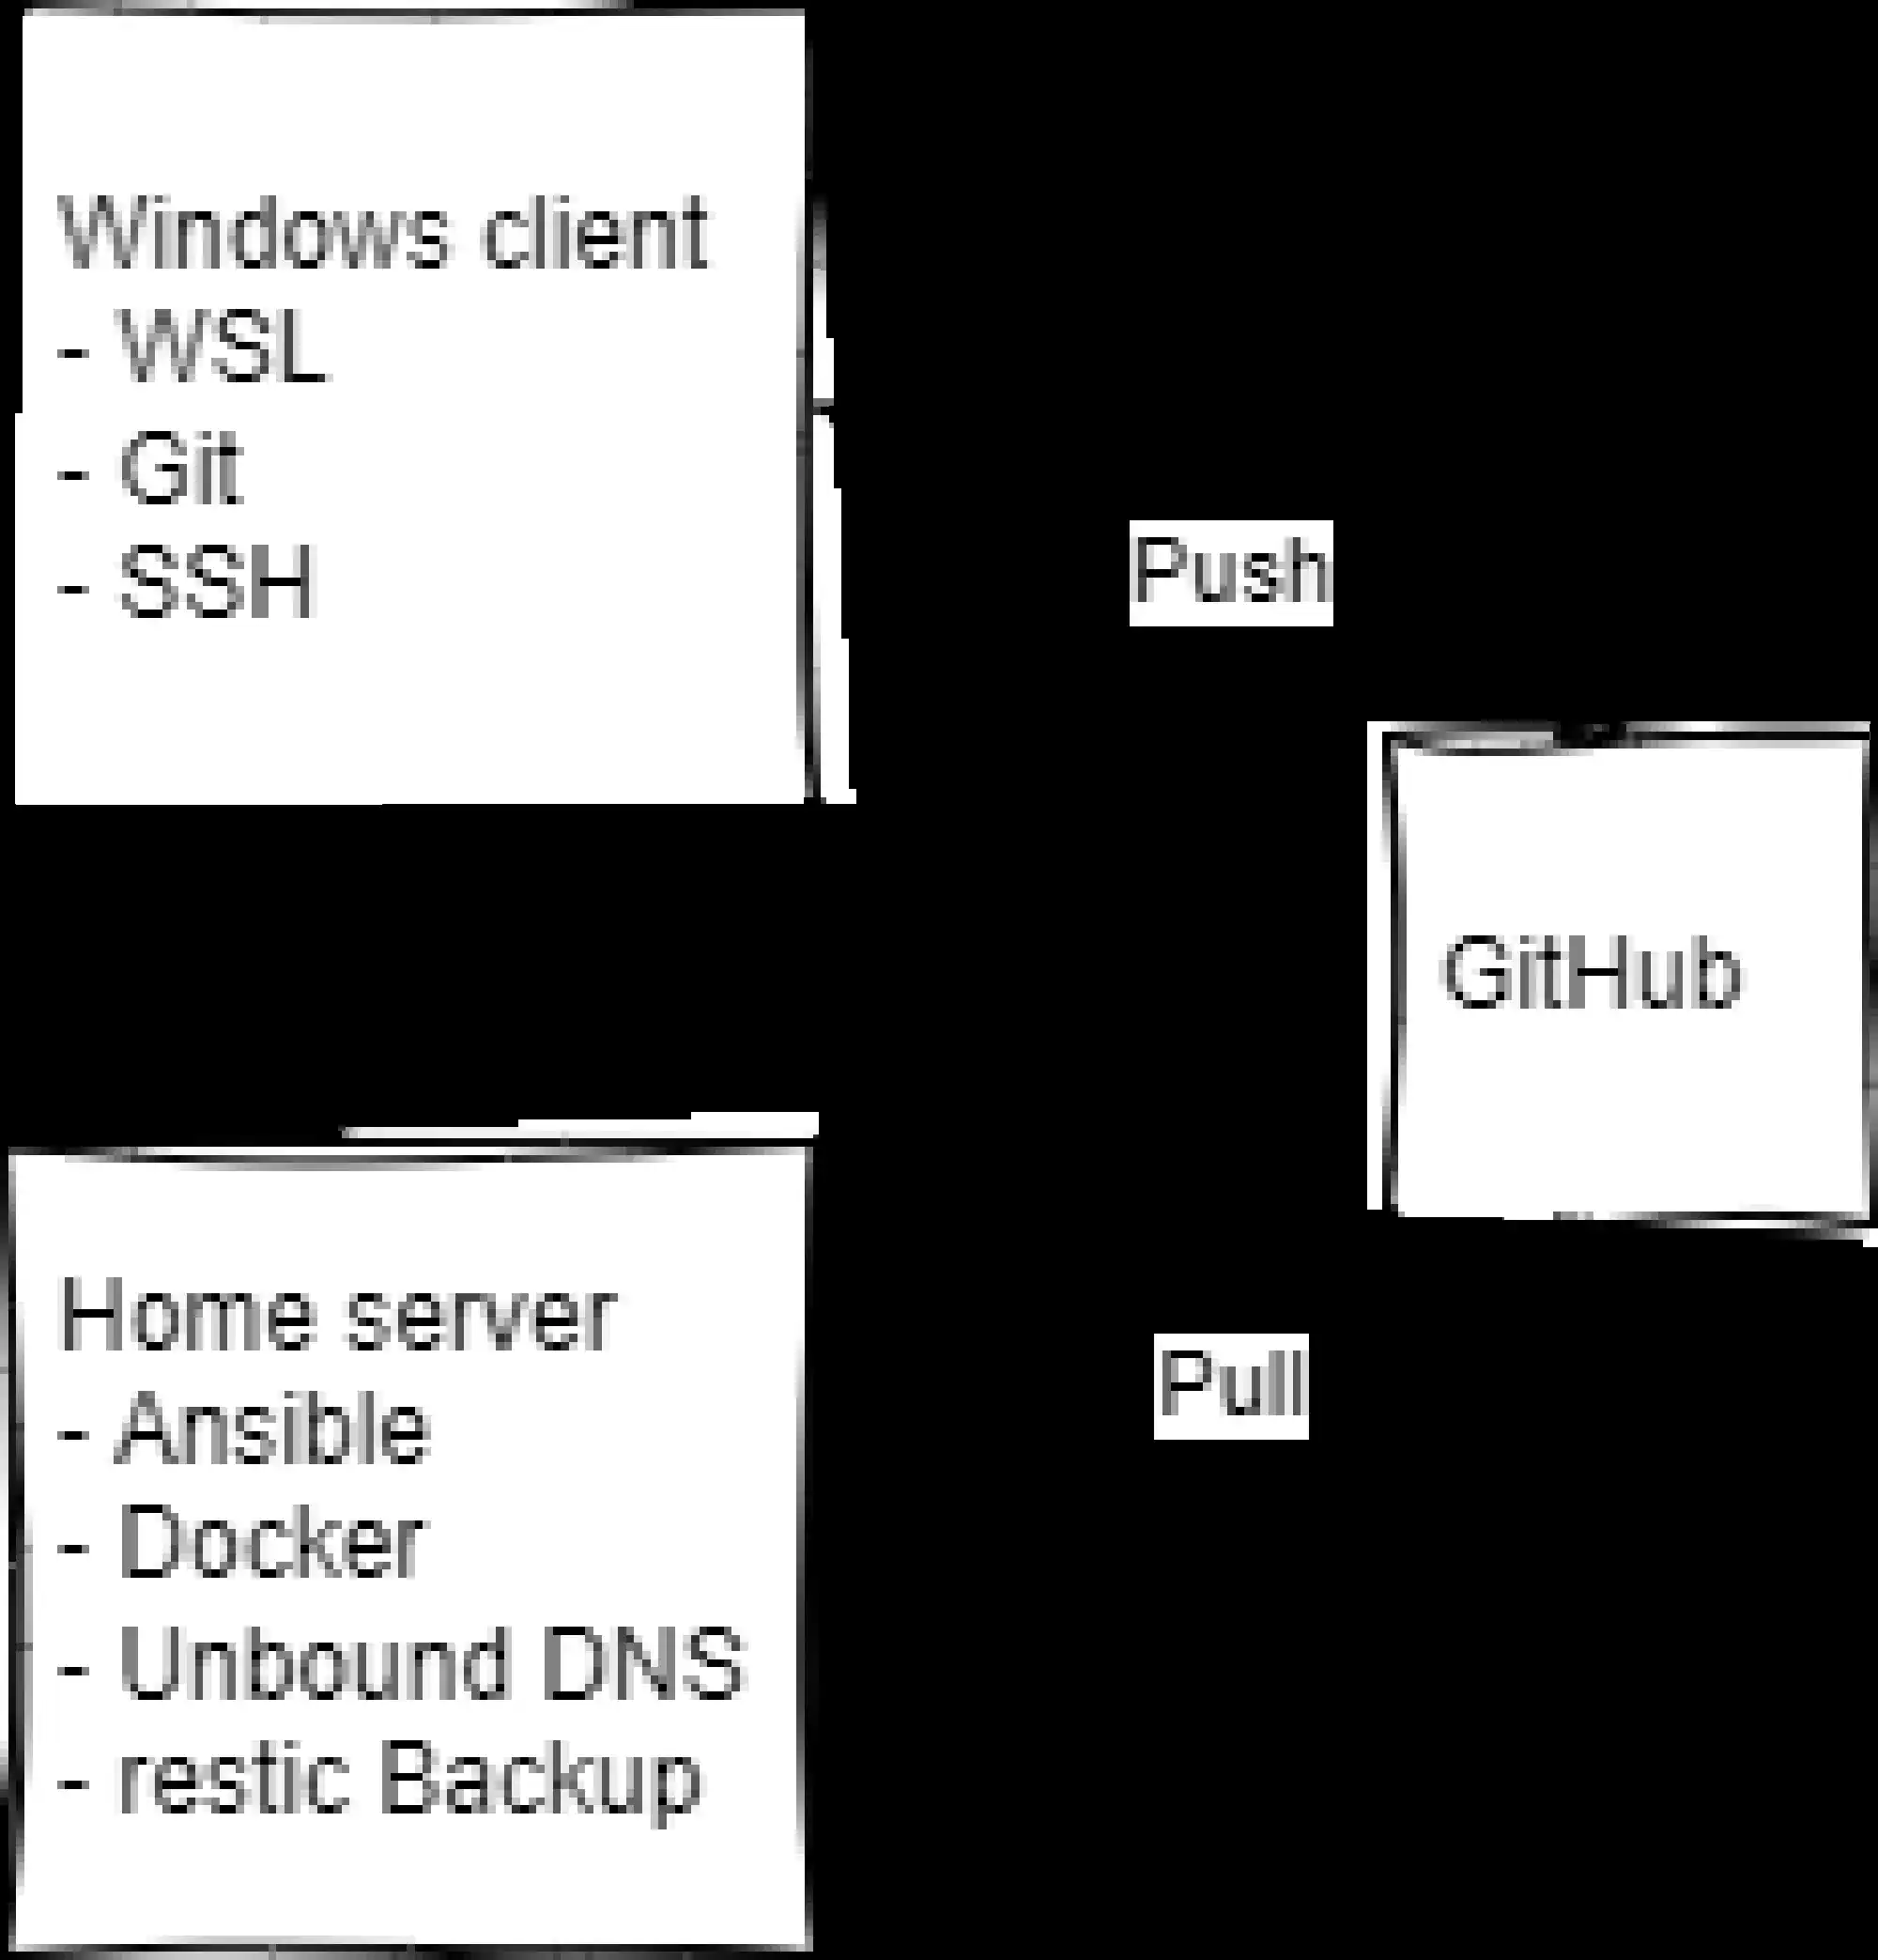 Windows client
- WSL
- Git
- SSH
Push
GitHub
Home server
- Ansible
- Docker
- Unbound DNS
- restic Backup
Pull